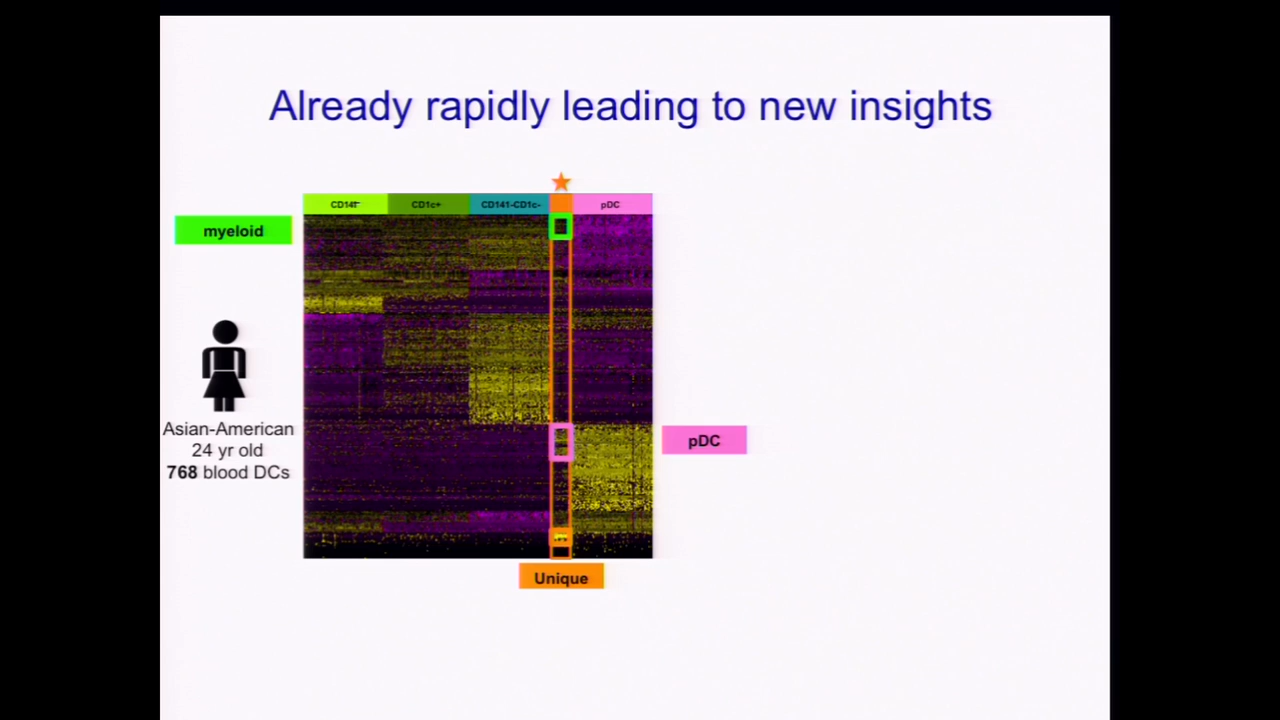 Already rapidly leading to new insights
CD1c+
CD141-CD1c-
pDC
myeloid
Asian-American
24 yr old
768 blood DCs
pDC
Unique